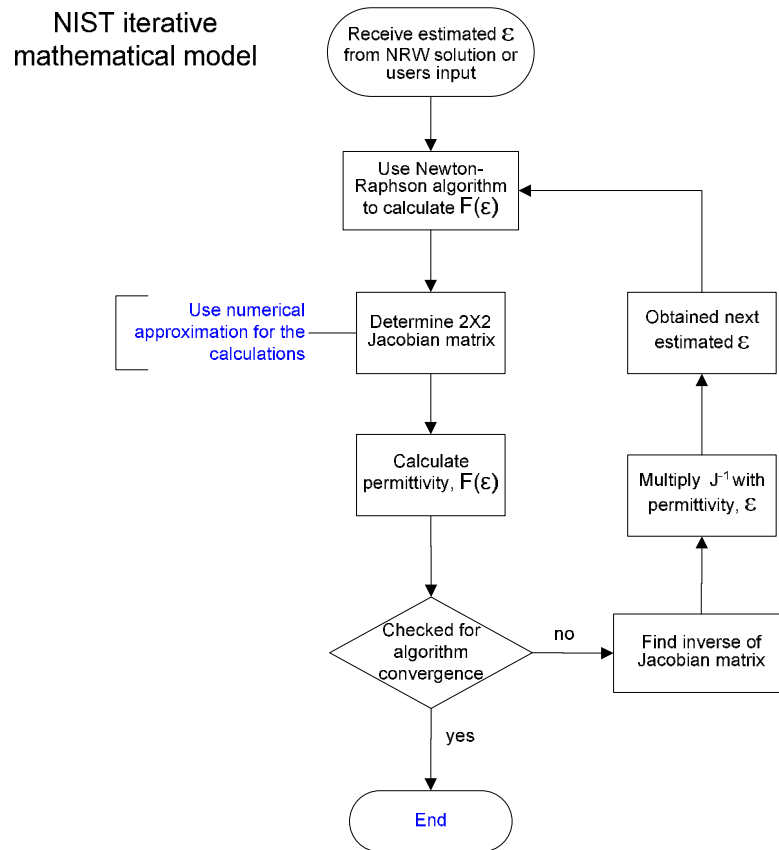 NIST iterative
mathematical model
Receive estimated ε
from NRW solution or
users input
Use Newton-
Raphson algorithm
to calculate F(ε)
Use numerical
approximation for the
calculations
Determine 2X2
Jacobian matrix
Obtained next
estimated ε
Calculate
permittivity, F(ε)
Multiply J⁻¹ with
permittivity, ε
Checked for
algorithm
convergence
no
Find inverse of
Jacobian matrix
yes
End